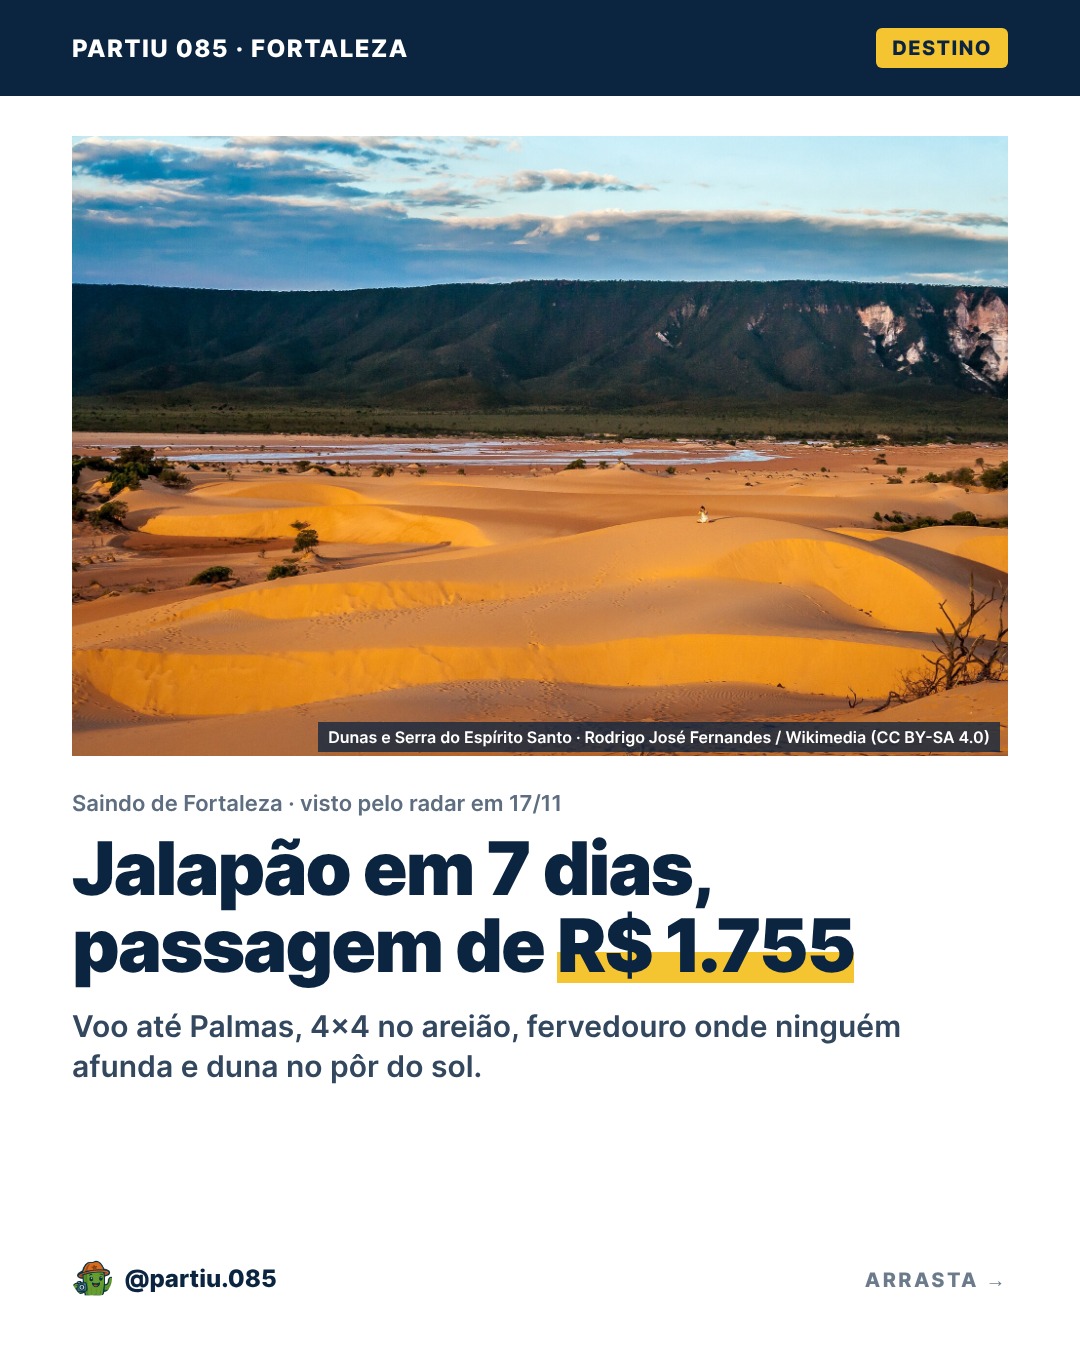 PARTIU 085 · FORTALEZA
DESTINO
Dunas e Serra do Espírito Santo · Rodrigo José Fernandes / Wikimedia (CC BY-SA 4.0)
Saindo de Fortaleza · visto pelo radar em 17/11
Jalapão em 7 dias,
passagem de R$ 1.755
Voo até Palmas, 4×4 no areião, fervedouro onde ninguém
afunda e duna no pôr do sol.
@partiu.085
ARRASTA →